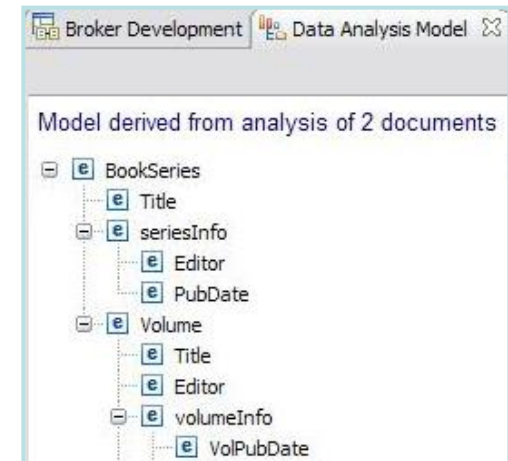 Broker Development Data Analysis Model
Model derived from analysis of 2 documents
e BookSeries
e Title
e seriesInfo
e Editor
e PubDate
e Volume
e Title
e Editor
e volumeInfo
e VolPubDate